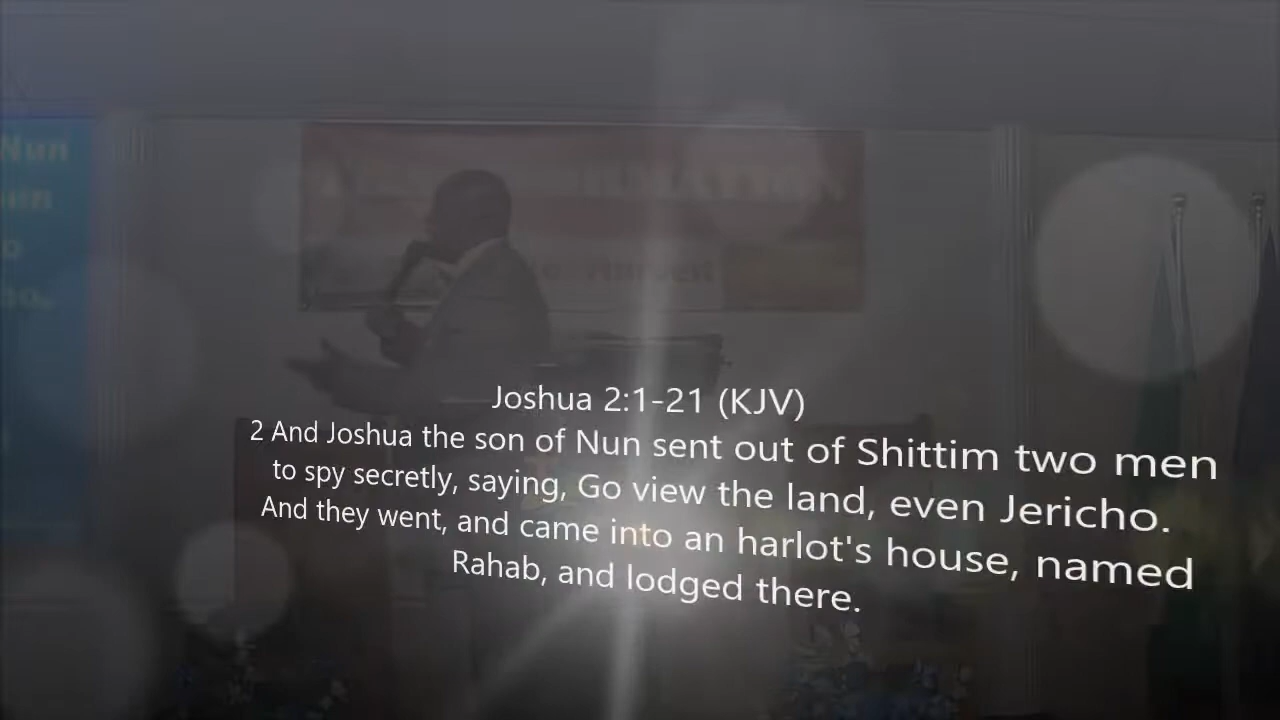 Nun
Joshua 2:1-21 (KJV)
2 And Joshua the son of Nun sent out of Shittim two men
to spy secretly, saying, Go view the land, even Jericho.
And they went, and came into an harlot's house, named
Rahab, and lodged there.